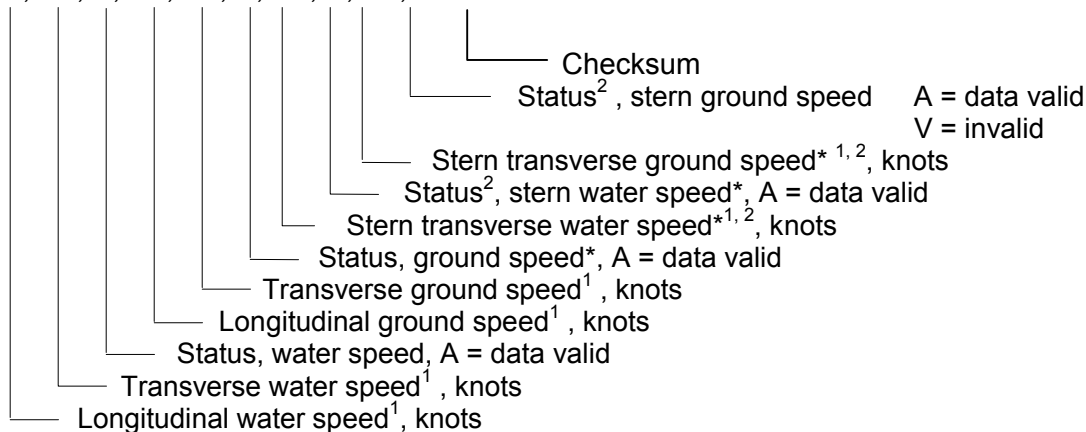 Checksum
Status², stern ground speed A = data valid
V = invalid
Stern transverse ground speed* ¹, ², knots
Status², stern water speed*, A = data valid
Stern transverse water speed*¹, ², knots
Status, ground speed*, A = data valid
Transverse ground speed¹ , knots
Longitudinal ground speed¹ , knots
Status, water speed, A = data valid
Transverse water speed¹ , knots
Longitudinal water speed¹, knots